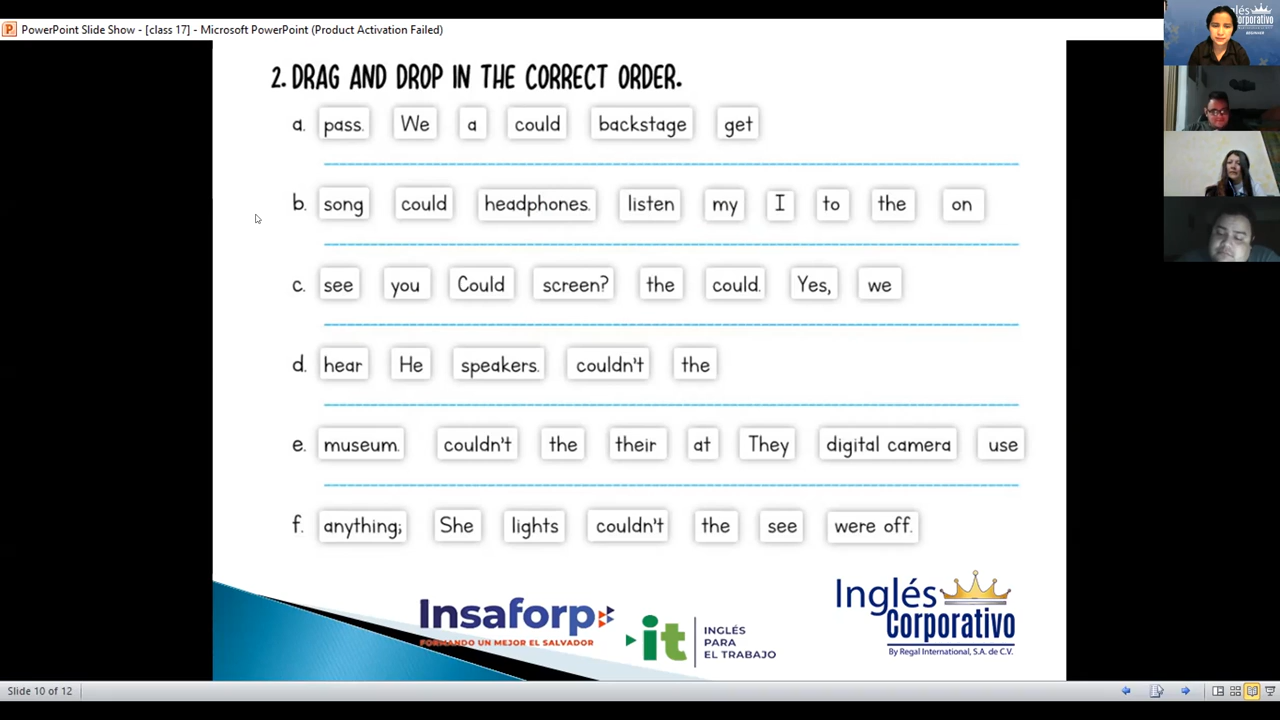 PowerPoint Slide Show - [class 17] - Microsoft PowerPoint (Product Activation Failed)
2. DRAG AND DROP IN THE CORRECT ORDER.
a. pass. We a could backstage get
b. song could headphones. listen my I to the on
c. see you Could screen? the could. Yes, we
d. hear He speakers. couldn't the
e. museum. couldn't the their at They digital camera use
f. anything; She lights couldn't the see were off.
Insaforp
FORMANDO UN MEJOR EL SALVADOR
it
INGLÉS
PARA
EL TRABAJO
Inglés
Corporativo
By Regal International, S.A. de C.V.
Slide 10 of 12
Inglés
Corporativo
BEGINNER